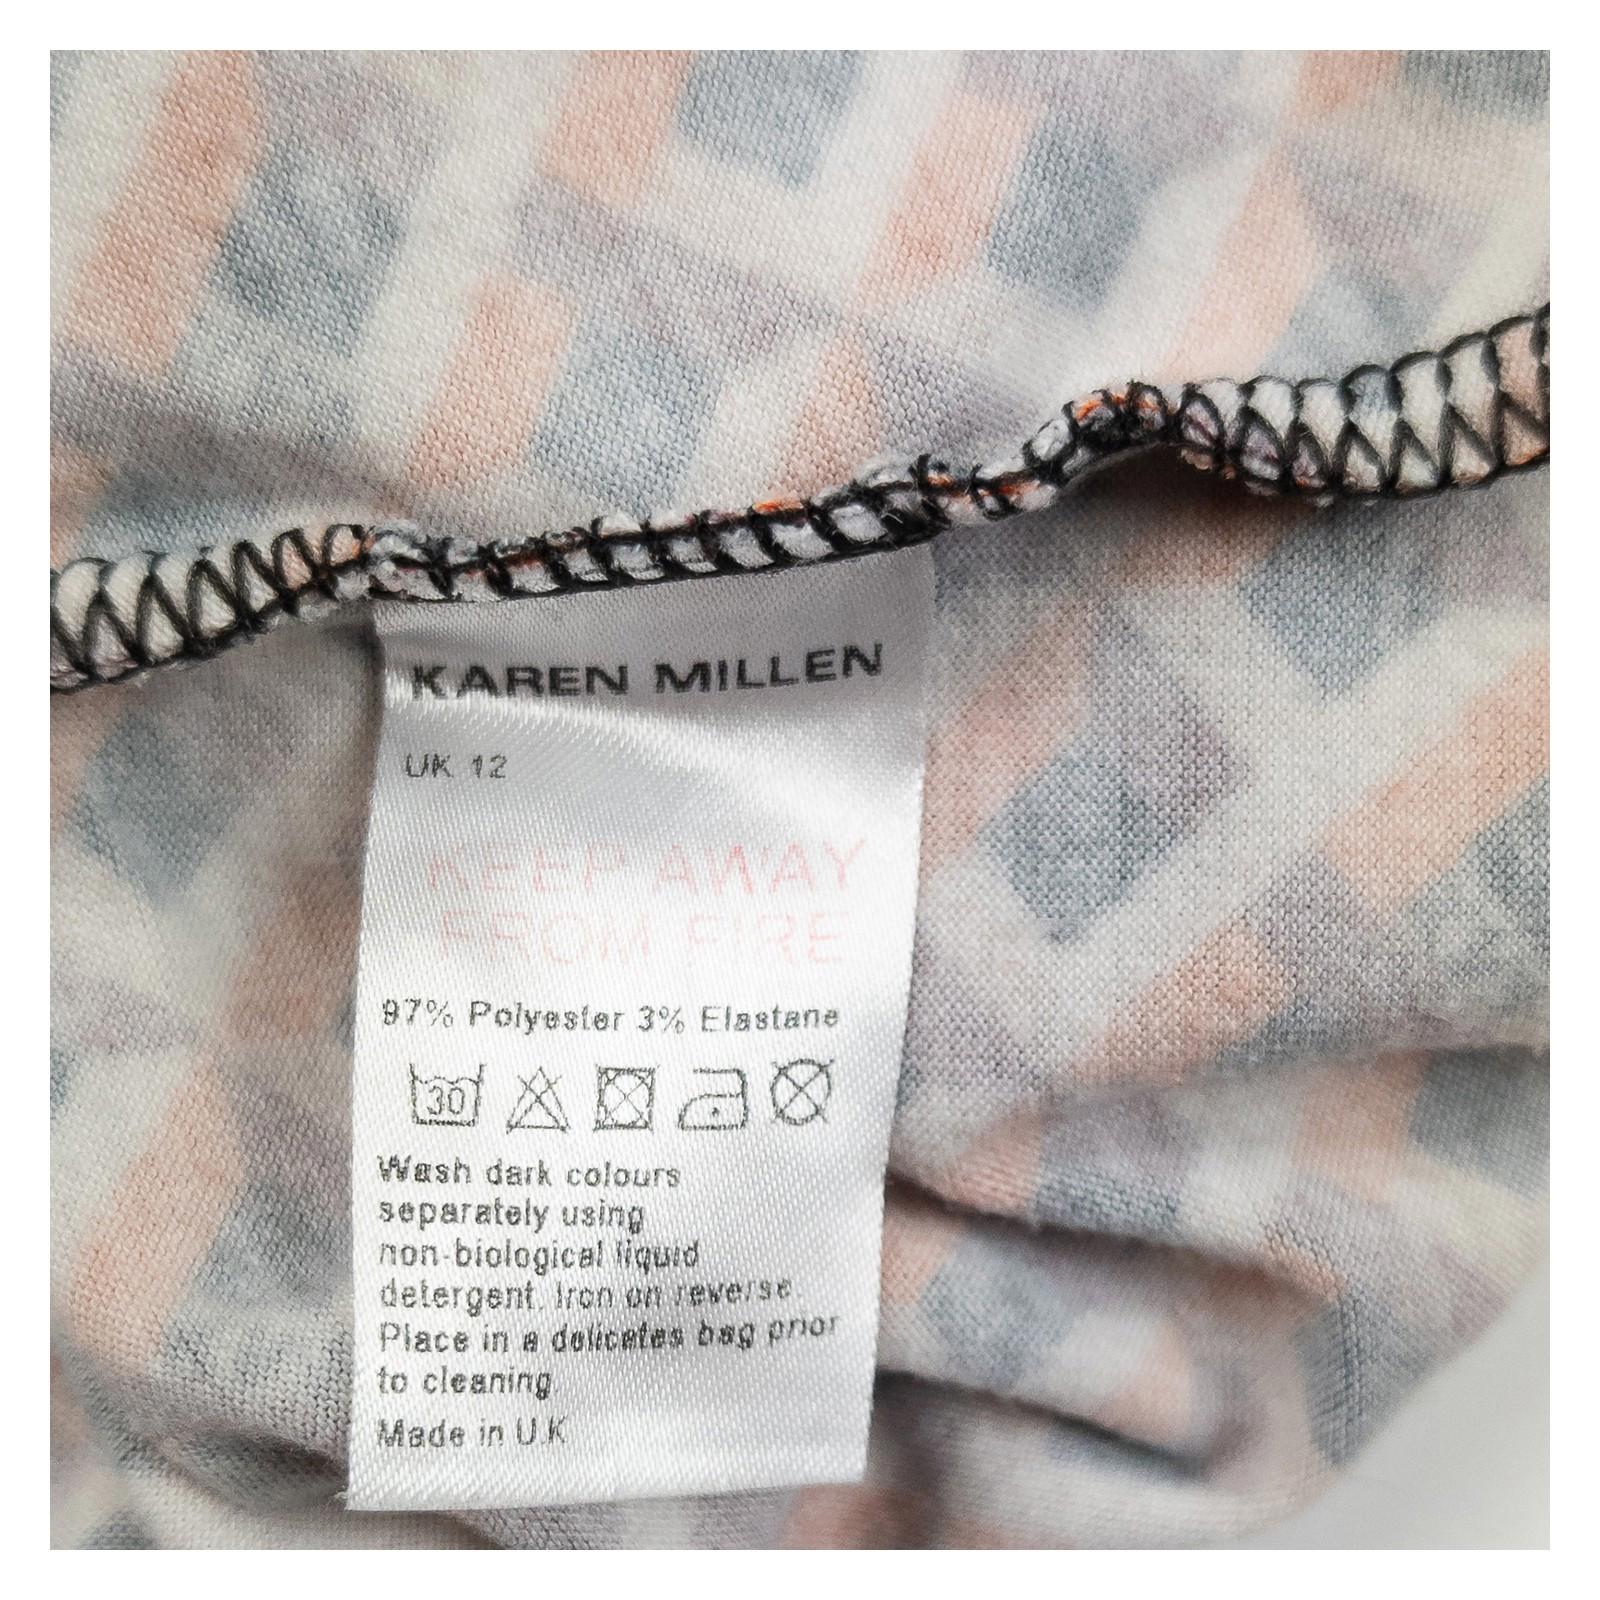 KAREN MILLEN
UK 12
KEEP AWAY
FROM FIRE
97% Polyester 3% Elastane
30
Wash dark colours
separately using
non-biological liquid
detergent. Iron on reverse.
Place in a delicates bag prior
to cleaning.
Made in U.K